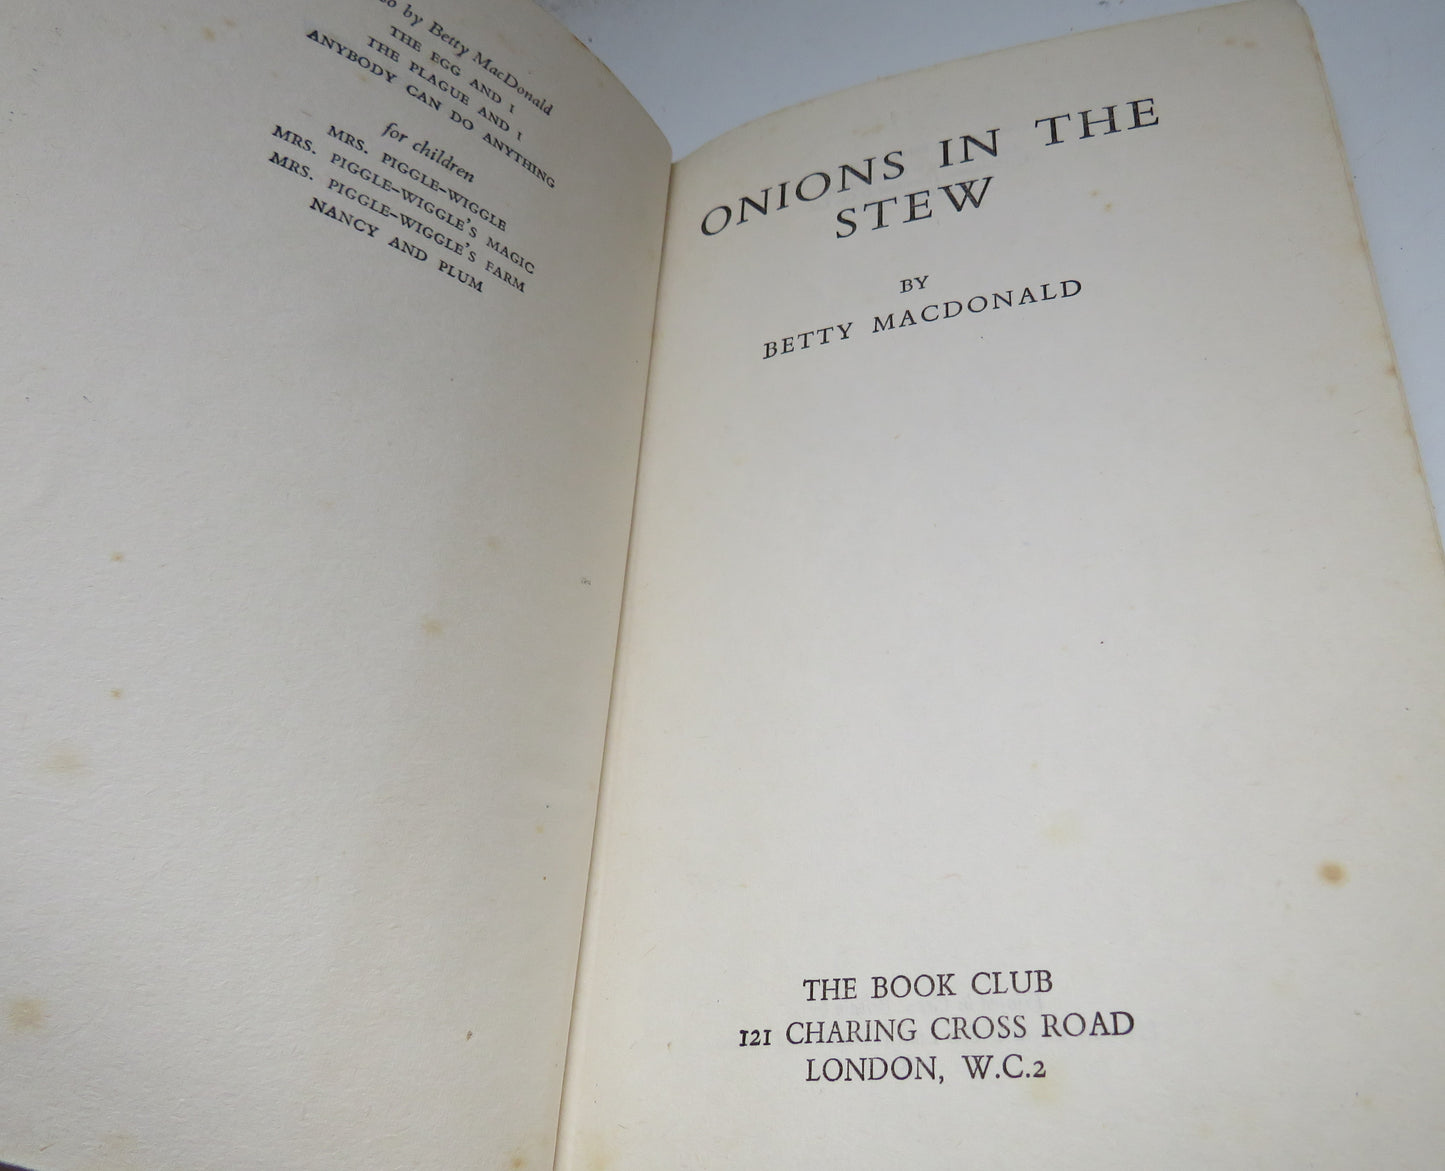 by Betty MacDonald
THE EGG AND I
THE PLAGUE AND I
ANYBODY CAN DO ANYTHING
for children
MRS. PIGGLE-WIGGLE
MRS. PIGGLE-WIGGLE'S MAGIC
MRS. PIGGLE-WIGGLE'S FARM
NANCY AND PLUM
ONIONS IN THE
STEW
BY
BETTY MACDONALD
THE BOOK CLUB
121 CHARING CROSS ROAD
LONDON, W.C.2